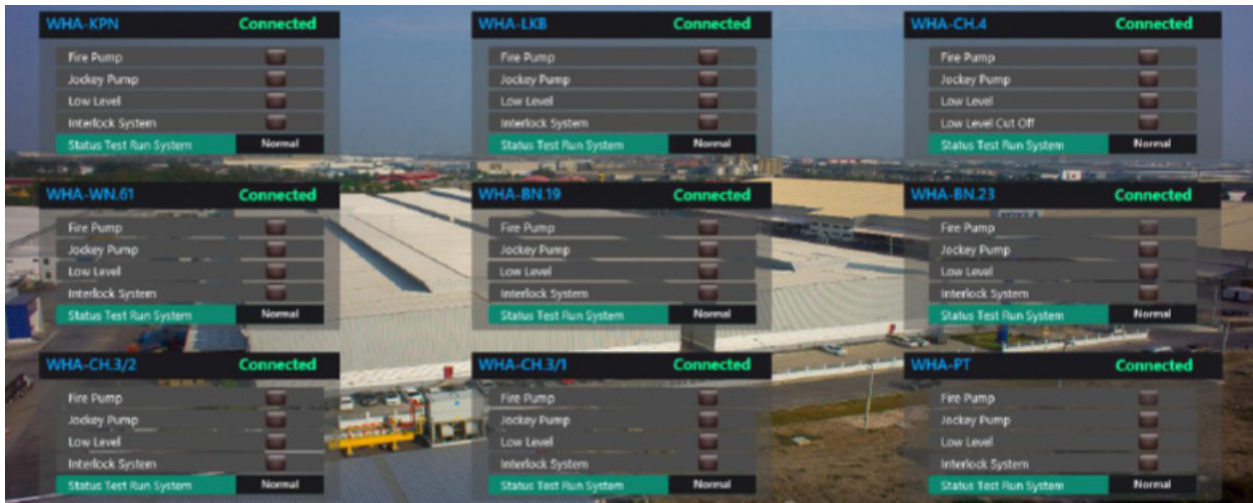 WHA-KPN Connected
Fire Pump
Jockey Pump
Low Level
Interlock System
Status Test Run System Normal
WHA-LKB Connected
Fire Pump
Jockey Pump
Low Level
Interlock System
Status Test Run System Normal
WHA-CH.4 Connected
Fire Pump
Jockey Pump
Low Level
Low Level Cut Off
Status Test Run System Normal
WHA-WN.61 Connected
Fire Pump
Jockey Pump
Low Level
Interlock System
Status Test Run System Normal
WHA-BN.19 Connected
Fire Pump
Jockey Pump
Low Level
Interlock System
Status Test Run System Normal
WHA-BN.23 Connected
Fire Pump
Jockey Pump
Low Level
Interlock System
Status Test Run System Normal
WHA-CH.3/2 Connected
Fire Pump
Jockey Pump
Low Level
Interlock System
Status Test Run System Normal
WHA-CH.3/1 Connected
Fire Pump
Jockey Pump
Low Level
Interlock System
Status Test Run System Normal
WHA-PT Connected
Fire Pump
Jockey Pump
Low Level
Interlock System
Status Test Run System Normal